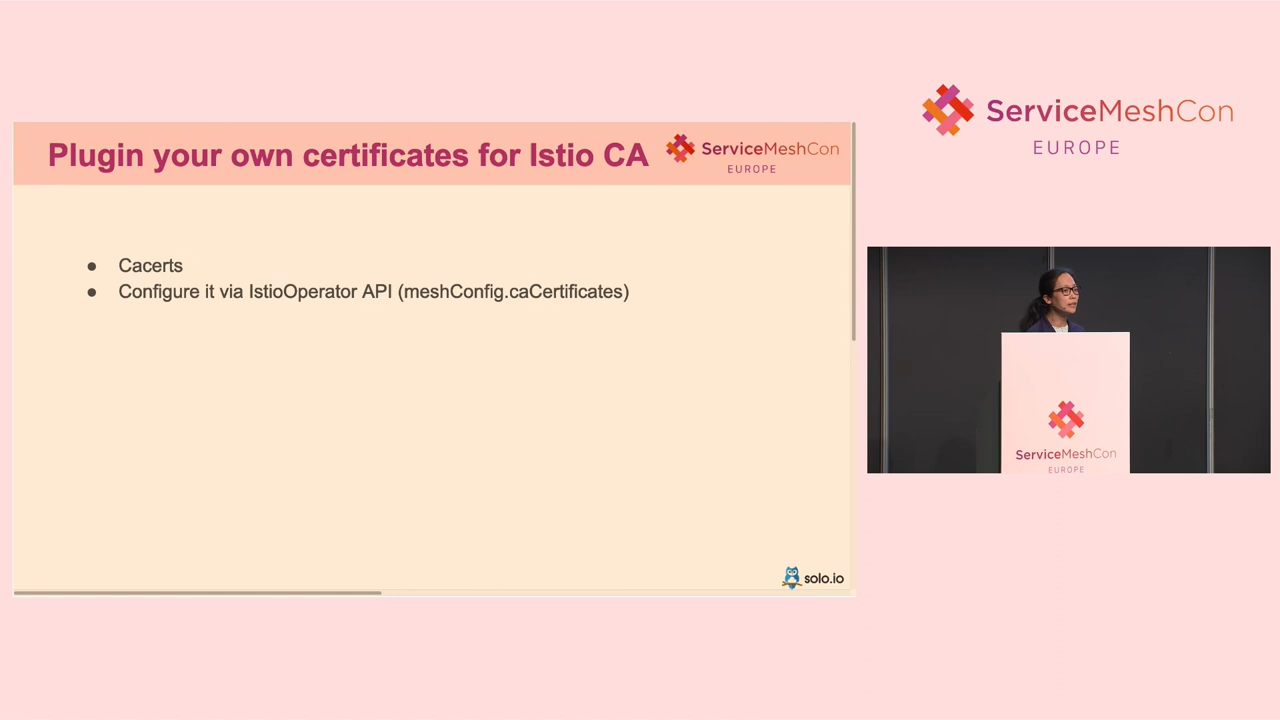 Plugin your own certificates for Istio CA
ServiceMeshCon
EUROPE
● Cacerts
● Configure it via IstioOperator API (meshConfig.caCertificates)
solo.io
ServiceMeshCon
EUROPE
ServiceMeshCon
EUROPE